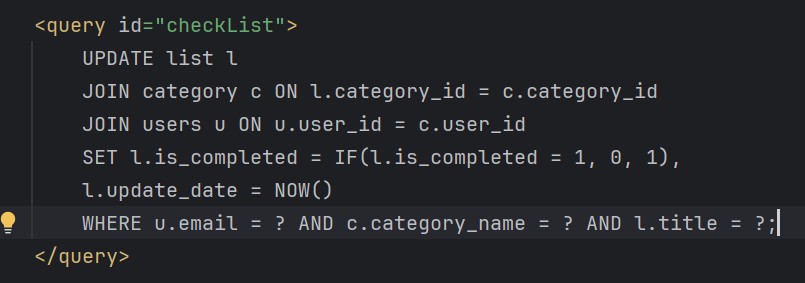 <query id="checkList">
UPDATE list l
JOIN category c ON l.category_id = c.category_id
JOIN users u ON u.user_id = c.user_id
SET l.is_completed = IF(l.is_completed = 1, 0, 1),
l.update_date = NOW()
WHERE u.email = ? AND c.category_name = ? AND l.title = ?;
</query>